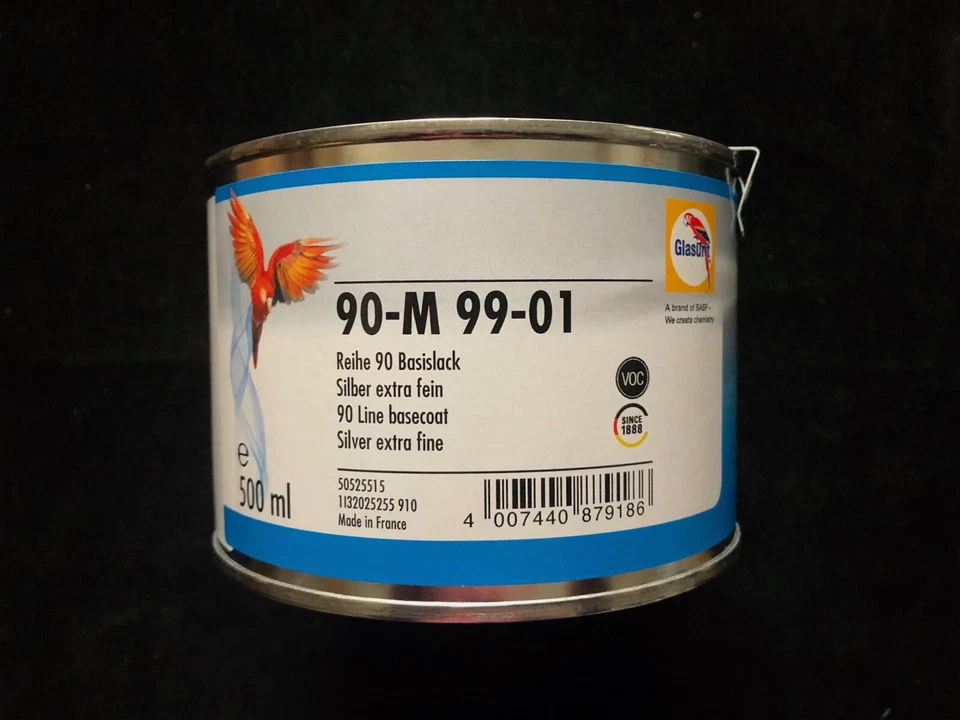 Glasurit
A brand of BASF –
We create chemistry
90-M 99-01
Reihe 90 Basislack
Silber extra fein
90 Line basecoat
Silver extra fine
VOC
SINCE
1888
e
500 ml
50525515
1I32025255 910
Made in France
4 007440 879186